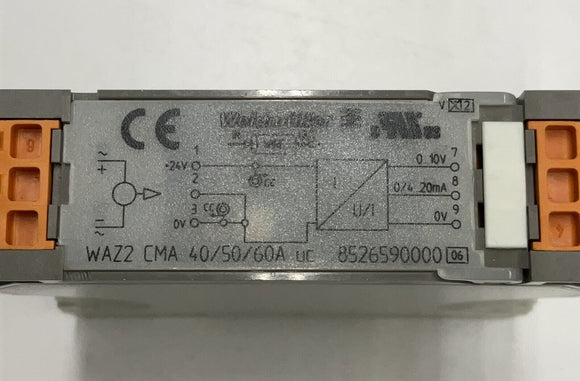 V X12
CE Weidmüller
1 7
+24V 0 10V
2 8
I
0/4 20mA
3 U/I 9
0V 0V
WAZ2 CMA 40/50/60A UC 8526590000 06